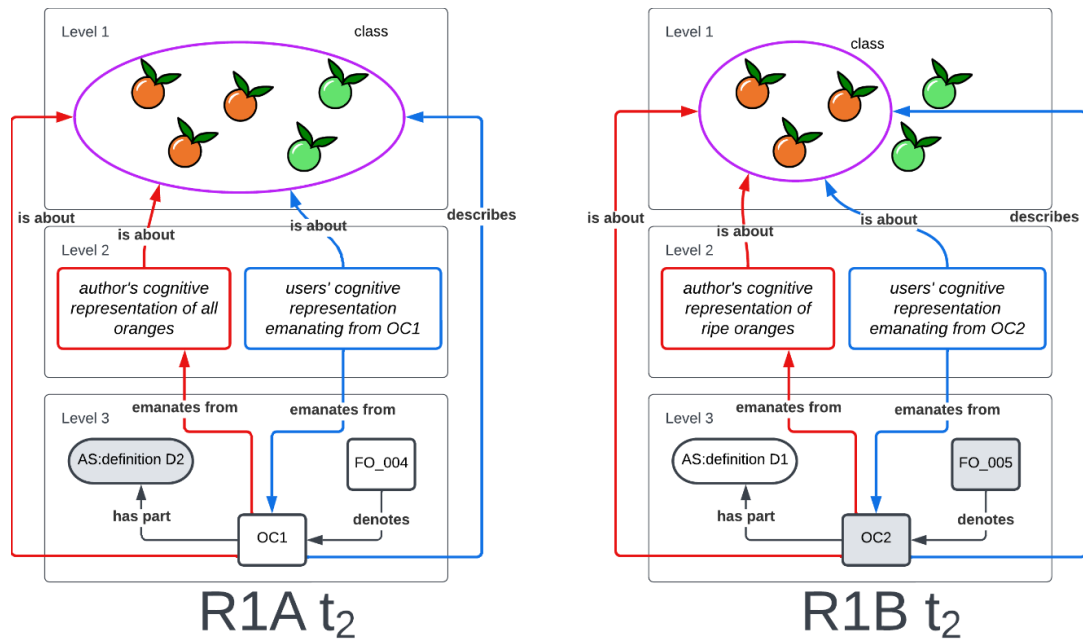 Level 1
class
is about
is about
is about
describes
Level 2
author's cognitive
representation of all
oranges
users' cognitive
representation
emanating from OC1
emanates from
emanates from
Level 3
AS:definition D2
FO_004
has part
denotes
OC1
R1A t2
Level 1
class
is about
is about
is about
describes
Level 2
author's cognitive
representation of
ripe oranges
users' cognitive
representation
emanating from OC2
emanates from
emanates from
Level 3
AS:definition D1
FO_005
has part
denotes
OC2
R1B t2